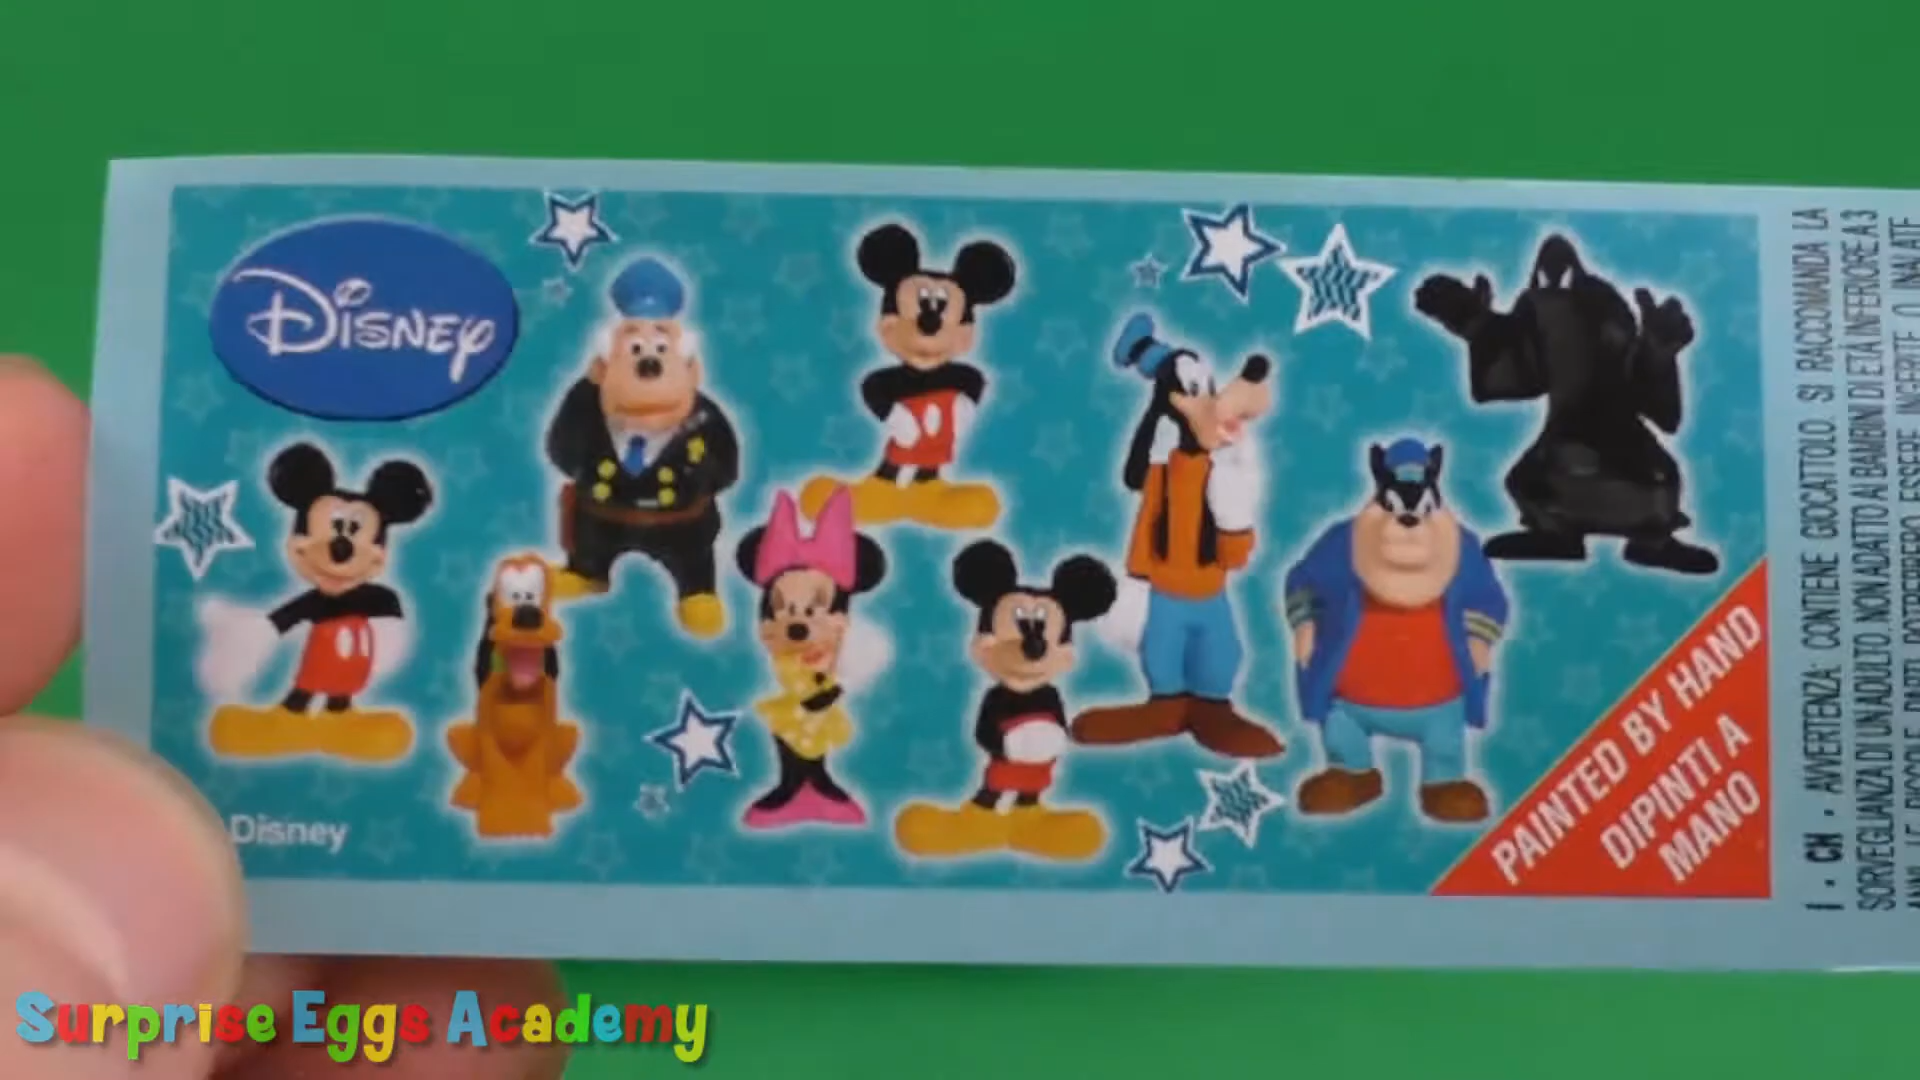 Disney
Disney
PAINTED BY HAND
DIPINTI A
MANO
I - CH - AVVERTENZA: CONTIENE GIOCATTOLO. SI RACCOMANDA LA
SORVEGLIANZA DI UN ADULTO. NON ADATTO AI BAMBINI DI ETÀ INFERIORE A 3
Surprise Eggs Academy